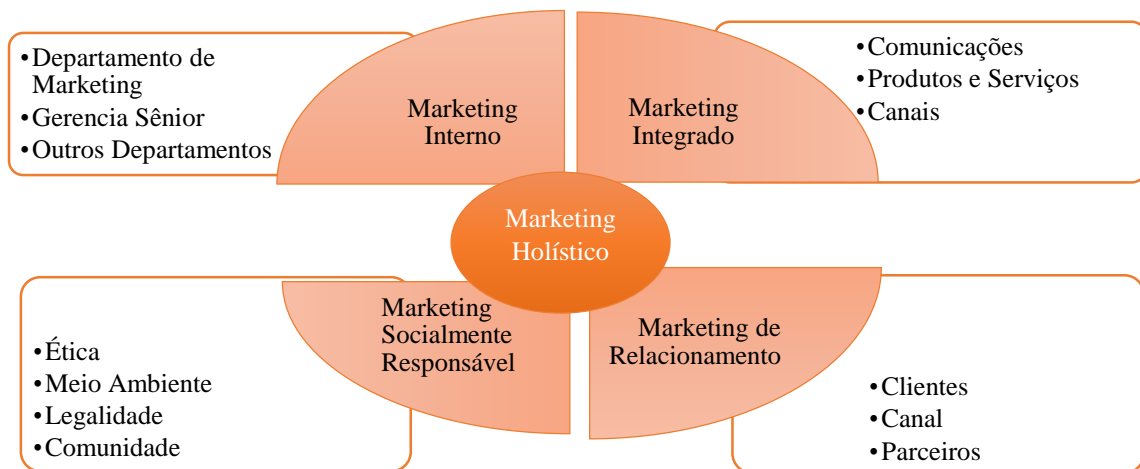 •Departamento de
Marketing
•Gerencia Sênior
•Outros Departamentos
Marketing
Interno
Marketing
Integrado
•Comunicações
•Produtos e Serviços
•Canais
Marketing
Holístico
•Ética
•Meio Ambiente
•Legalidade
•Comunidade
Marketing
Socialmente
Responsável
Marketing de
Relacionamento
•Clientes
•Canal
•Parceiros